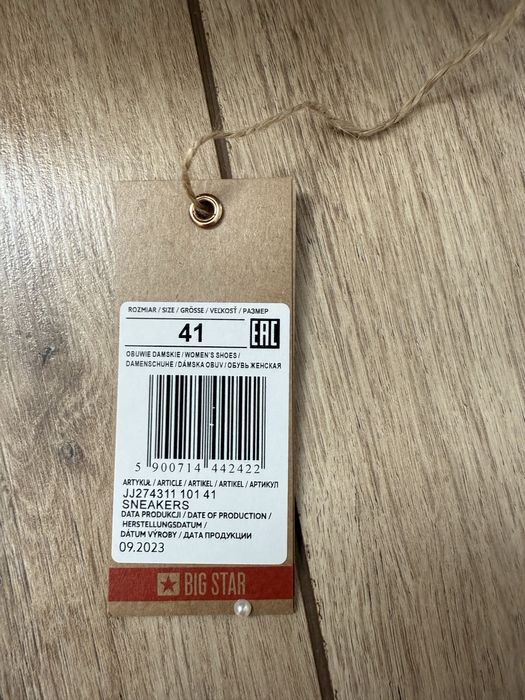 ROZMIAR / SIZE / GRÖSSE / VEĽKOSŤ / РАЗМЕР
41
EAC
OBUWIE DAMSKIE / WOMEN'S SHOES /
DAMENSCHUHE / DÁMSKA OBUV / ОБУВЬ ЖЕНСКАЯ
5 900714 442422
ARTYKUŁ / ARTICLE / ARTIKEL / ARTIKEL / АРТИКУЛ
JJ274311 101 41
SNEAKERS
DATA PRODUKCJI / DATE OF PRODUCTION /
HERSTELLUNGSDATUM /
DÁTUM VÝROBY / ДАТА ПРОДУКЦИИ
09.2023
BIG STAR